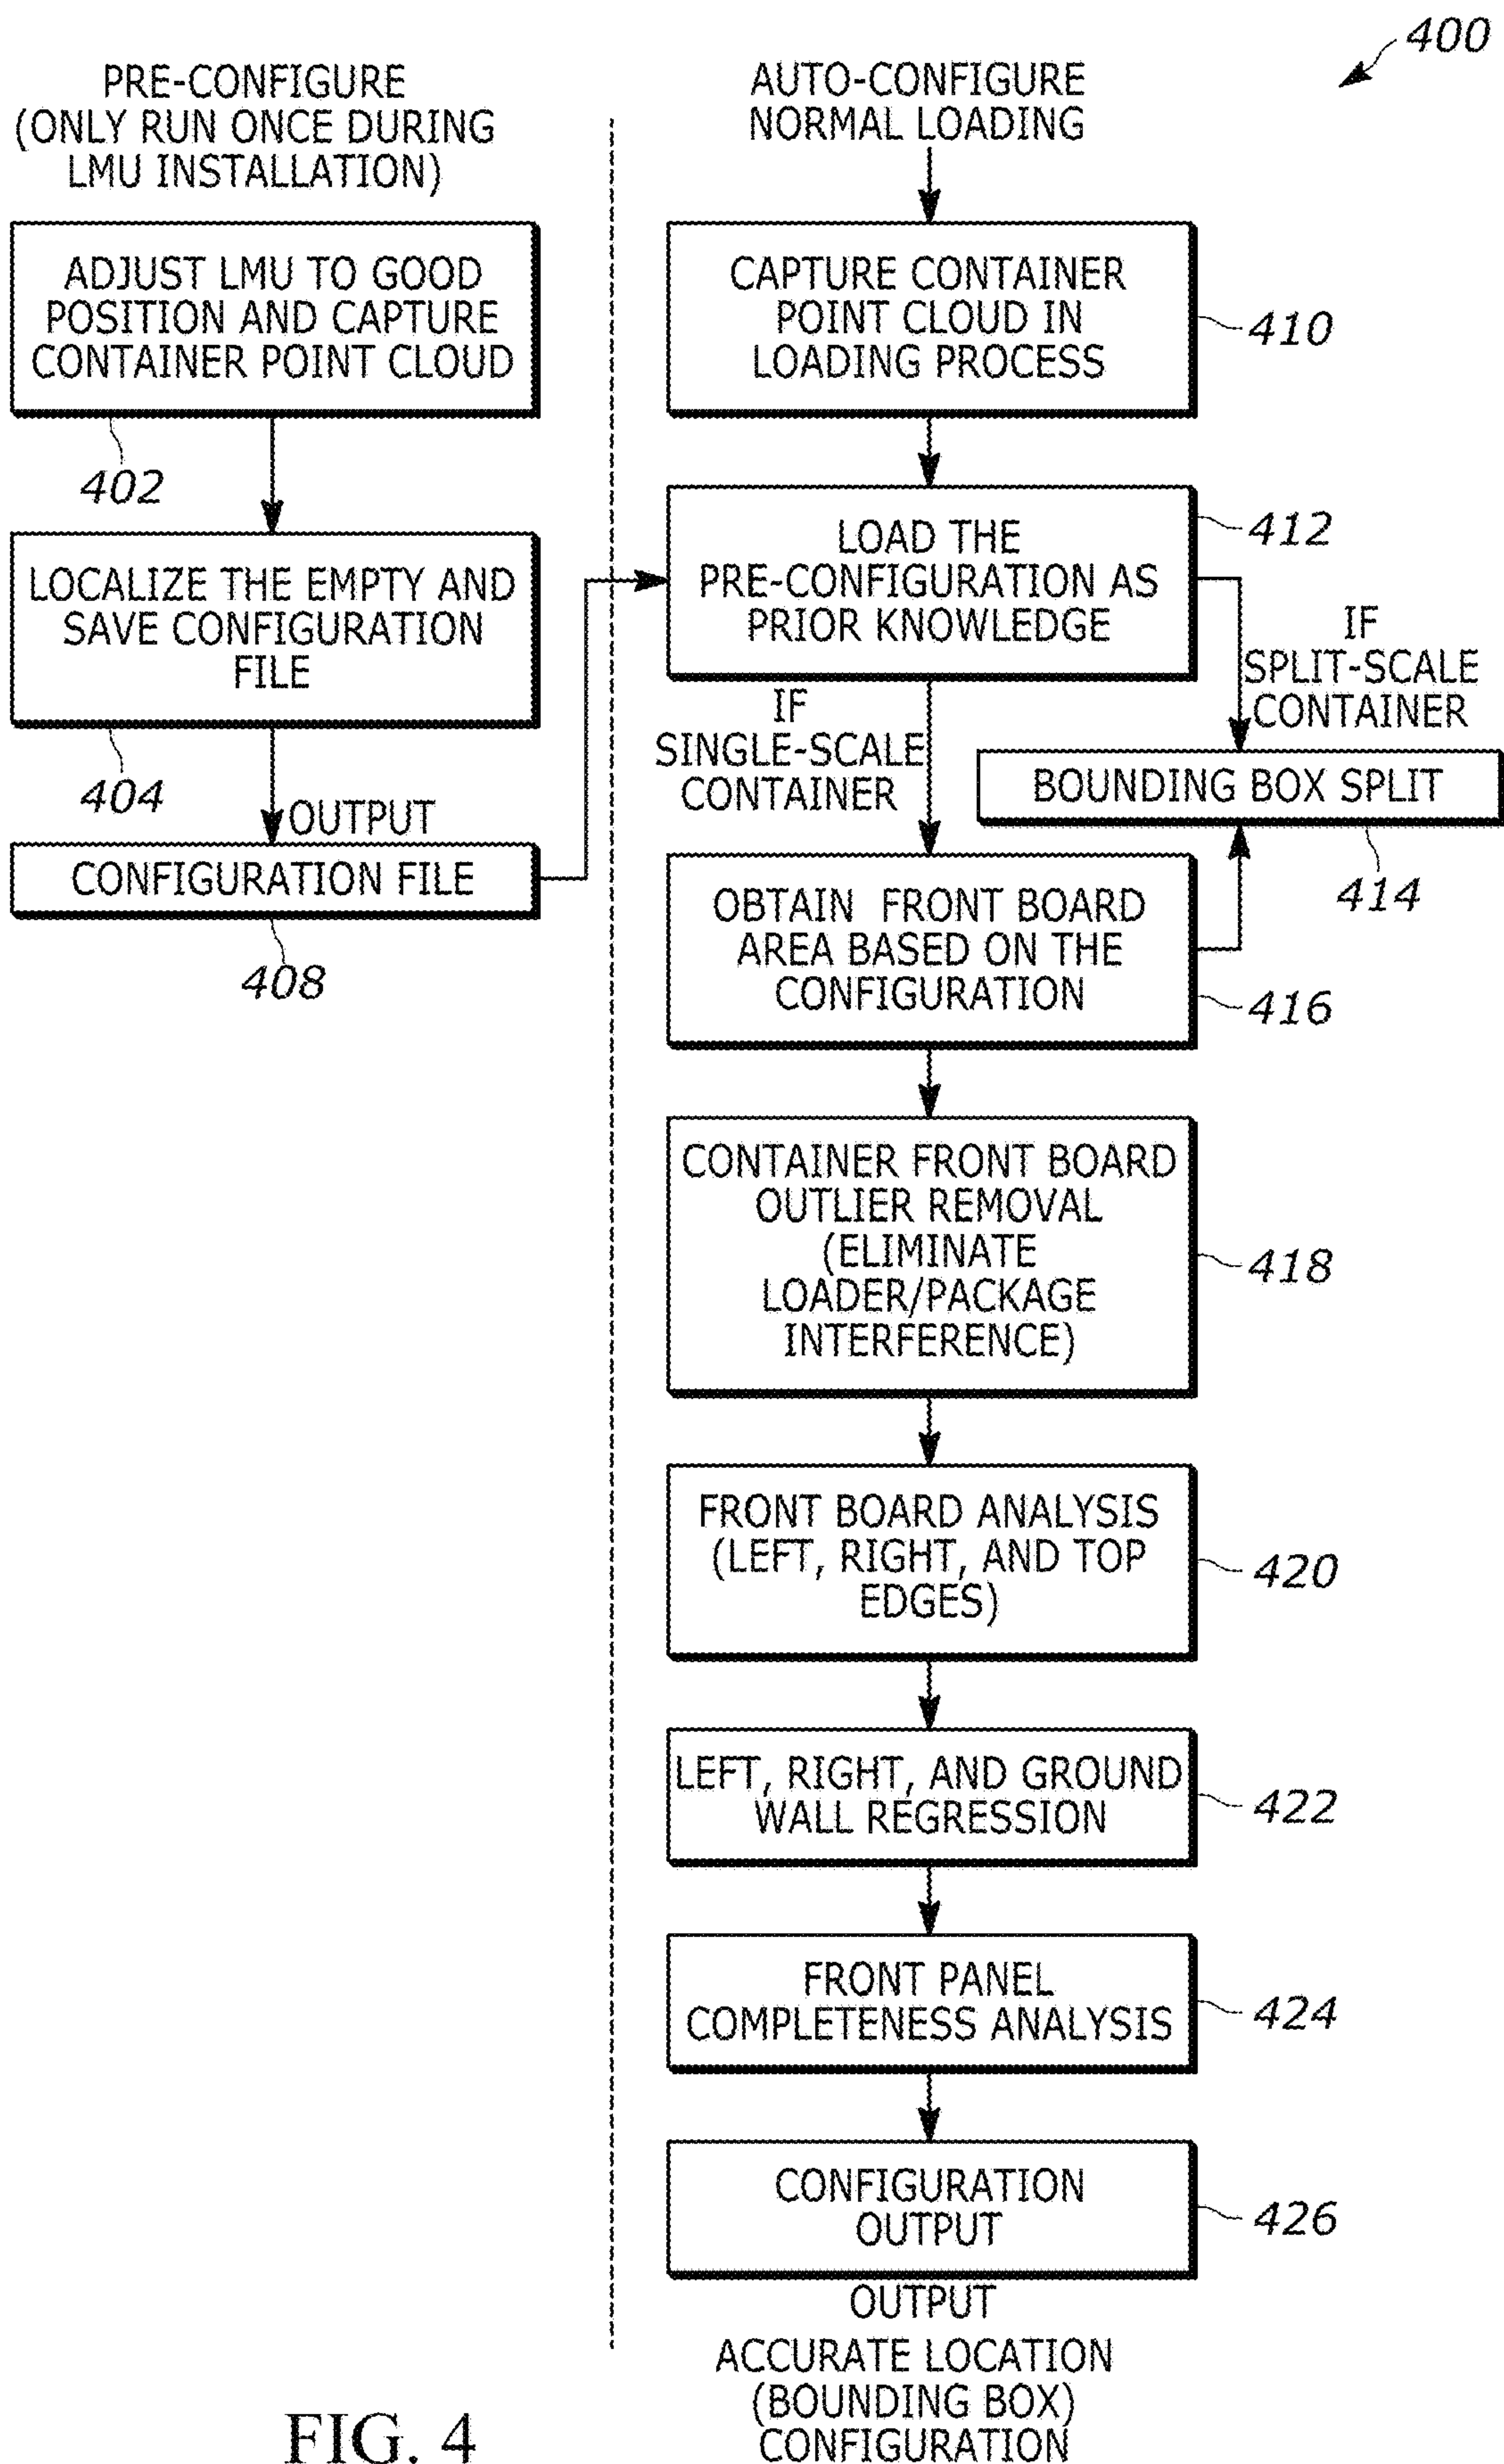 400
PRE-CONFIGURE
(ONLY RUN ONCE DURING
LMU INSTALLATION)
ADJUST LMU TO GOOD
POSITION AND CAPTURE
CONTAINER POINT CLOUD
402
LOCALIZE THE EMPTY AND
SAVE CONFIGURATION
FILE
404
OUTPUT
CONFIGURATION FILE
408
AUTO-CONFIGURE
NORMAL LOADING
CAPTURE CONTAINER
POINT CLOUD IN
LOADING PROCESS
410
LOAD THE
PRE-CONFIGURATION AS
PRIOR KNOWLEDGE
412
IF
SPLIT-SCALE
CONTAINER
IF
SINGLE-SCALE
CONTAINER
BOUNDING BOX SPLIT
414
OBTAIN FRONT BOARD
AREA BASED ON THE
CONFIGURATION
416
CONTAINER FRONT BOARD
OUTLIER REMOVAL
(ELIMINATE
LOADER/PACKAGE
INTERFERENCE)
418
FRONT BOARD ANALYSIS
(LEFT, RIGHT, AND TOP
EDGES)
420
LEFT, RIGHT, AND GROUND
WALL REGRESSION
422
FRONT PANEL
COMPLETENESS ANALYSIS
424
CONFIGURATION
OUTPUT
426
OUTPUT
ACCURATE LOCATION
(BOUNDING BOX)
CONFIGURATION
FIG. 4